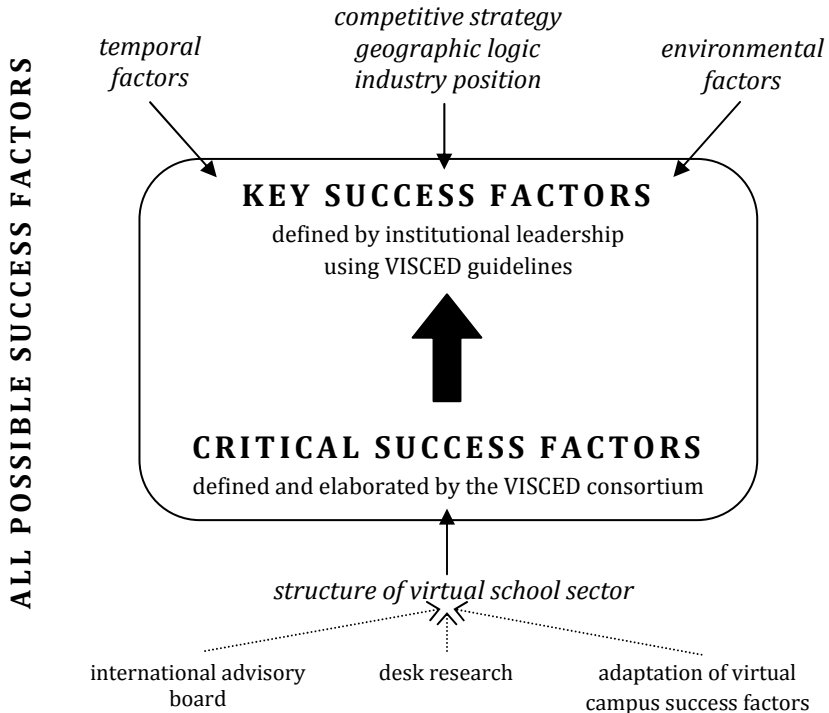 ALL POSSIBLE SUCCESS FACTORS
temporal
factors
competitive strategy
geographic logic
industry position
environmental
factors
KEY SUCCESS FACTORS
defined by institutional leadership
using VISCED guidelines
CRITICAL SUCCESS FACTORS
defined and elaborated by the VISCED consortium
structure of virtual school sector
international advisory
board
desk research
adaptation of virtual
campus success factors